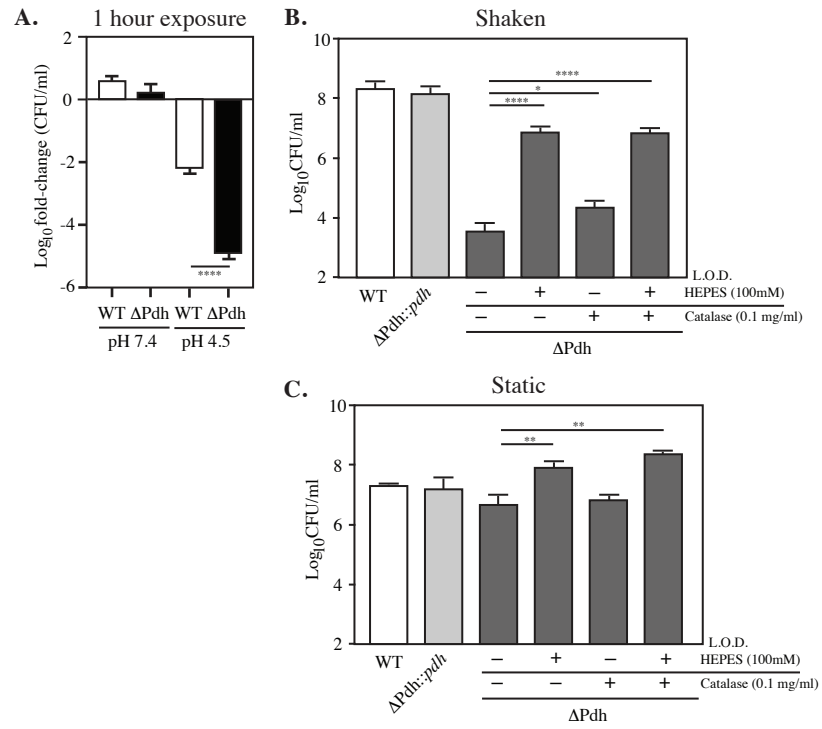 A. 1 hour exposure
Log10 fold-change (CFU/ml)
2
0
-2
-4
-6
****
WT ΔPdh WT ΔPdh
pH 7.4 pH 4.5
B. Shaken
Log10CFU/ml
10
8
6
4
2
****
*
****
L.O.D.
WT ΔPdh::pdh
– + – + HEPES (100mM)
– – + + Catalase (0.1 mg/ml)
ΔPdh
C. Static
Log10CFU/ml
10
8
6
4
2
**
**
L.O.D.
WT ΔPdh::pdh
– + – + HEPES (100mM)
– – + + Catalase (0.1 mg/ml)
ΔPdh